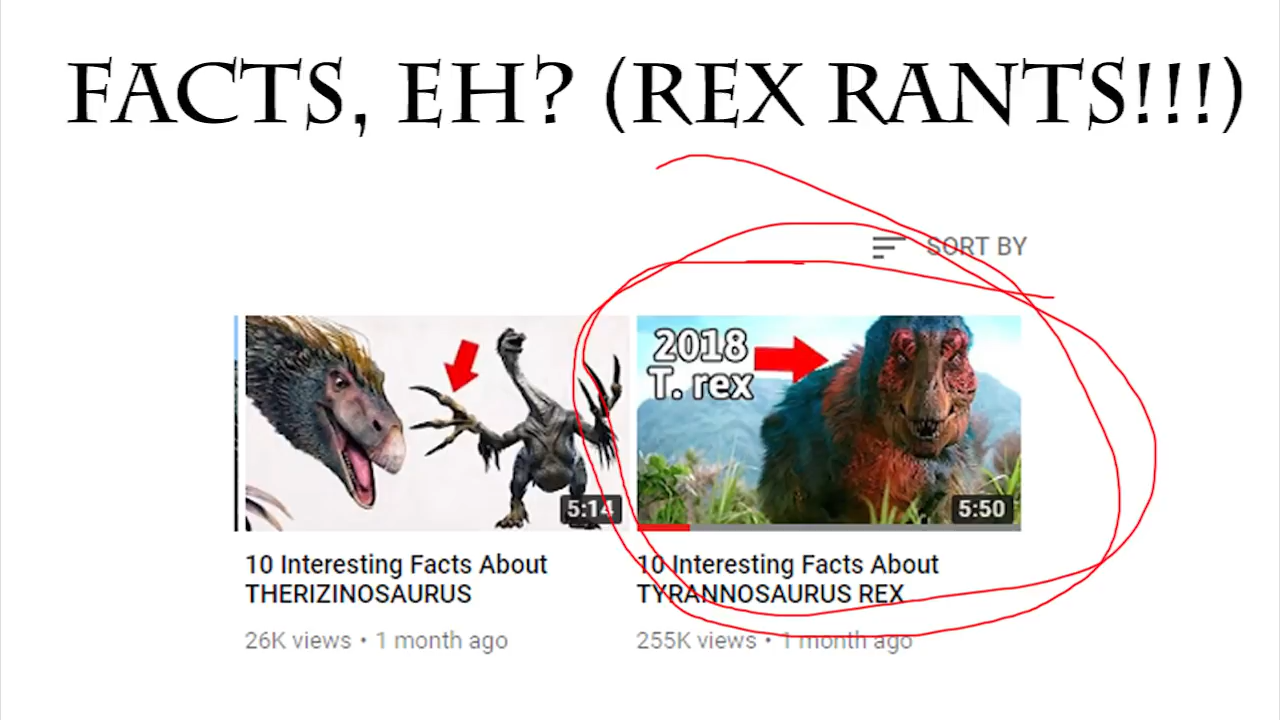 FACTS, EH? (REX RANTS!!!)
SORT BY
2018
T. rex
5:14
5:50
10 Interesting Facts About
THERIZINOSAURUS
26K views • 1 month ago
10 Interesting Facts About
TYRANNOSAURUS REX
255K views • 1 month ago